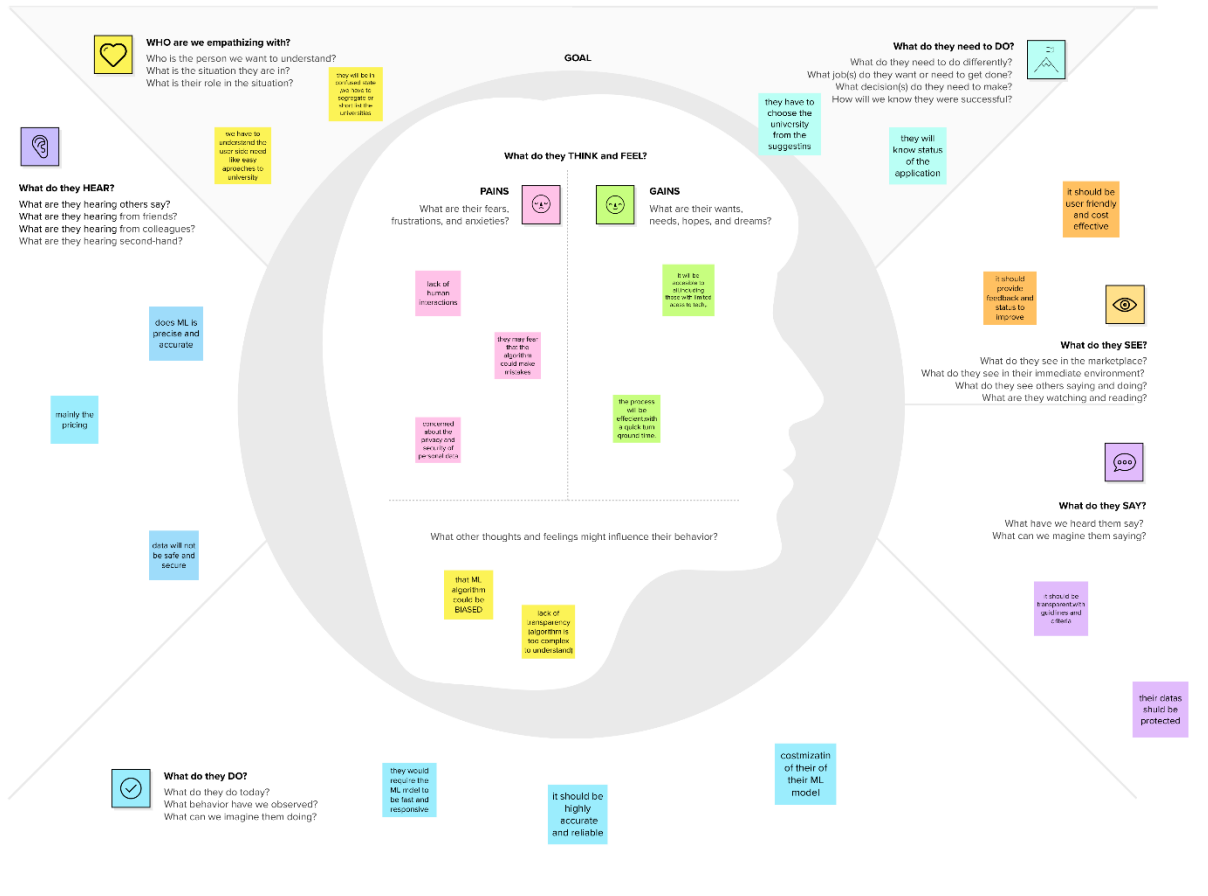 WHO are we empathizing with?
Who is the person we want to understand?
What is the situation they are in?
What is their role in the situation?
they will be in
confused state
,we have to
segregate or
short list the
universities
we have to
understand the
user side need
like easy
aproaches to
university
GOAL
What do they need to DO?
What do they need to do differently?
What job(s) do they want or need to get done?
What decision(s) do they need to make?
How will we know they were successful?
they have to
choose the
university
from the
suggestins
they will
know status
of the
application
What do they HEAR?
What are they hearing others say?
What are they hearing from friends?
What are they hearing from colleagues?
What are they hearing second-hand?
does ML is
precise and
accurate
mainly the
pricing
data will not
be safe and
secure
What do they THINK and FEEL?
PAINS
What are their fears,
frustrations, and anxieties?
lack of
human
interactions
they may fear
that the
algorithm
could make
mistakes
concerned
about the
privacy and
security of
personal data
GAINS
What are their wants,
needs, hopes, and dreams?
it will be
accesible to
all,including
those with limited
acess to tech,
the process
will be
effecient,with
a quick turn
qround time.
What other thoughts and feelings might influence their behavior?
that ML
algorithm
could be
BIASED
lack of
transparency
(algorithm is
too complex
to understand)
it should be
user friendly
and cost
effective
it should
provide
feedback and
status to
improve
What do they SEE?
What do they see in the marketplace?
What do they see in their immediate environment?
What do they see others saying and doing?
What are they watching and reading?
What do they SAY?
What have we heard them say?
What can we magine them saying?
it should be
transparent,with
guidlines and
criteria
their datas
shuld be
protected
What do they DO?
What do they do today?
What behavior have we observed?
What can we imagine them doing?
they would
require the
ML mdel to
be fast and
responsive
it should be
highly
accurate
and reliable
costmizatin
of their of
their ML
model